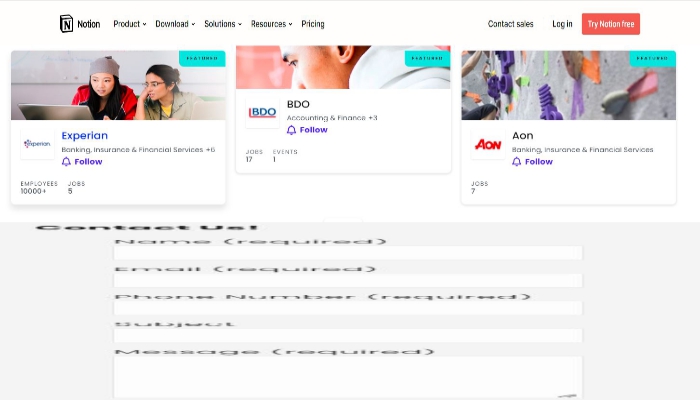 Notion Product Download Solutions Resources Pricing Contact sales Log in Try Notion free
FEATURED
FEATURED
FEATURED
Experian
Experian
Banking, Insurance & Financial Services +6
Follow
EMPLOYEES JOBS
10000+ 5
BDO
BDO
Accounting & Finance +3
Follow
JOBS EVENTS
17 1
AON
Aon
Banking, Insurance & Financial Services
Follow
JOBS
7
Contact Us!
Name (required)
Email (required)
Phone Number (required)
Subject
Message (required)